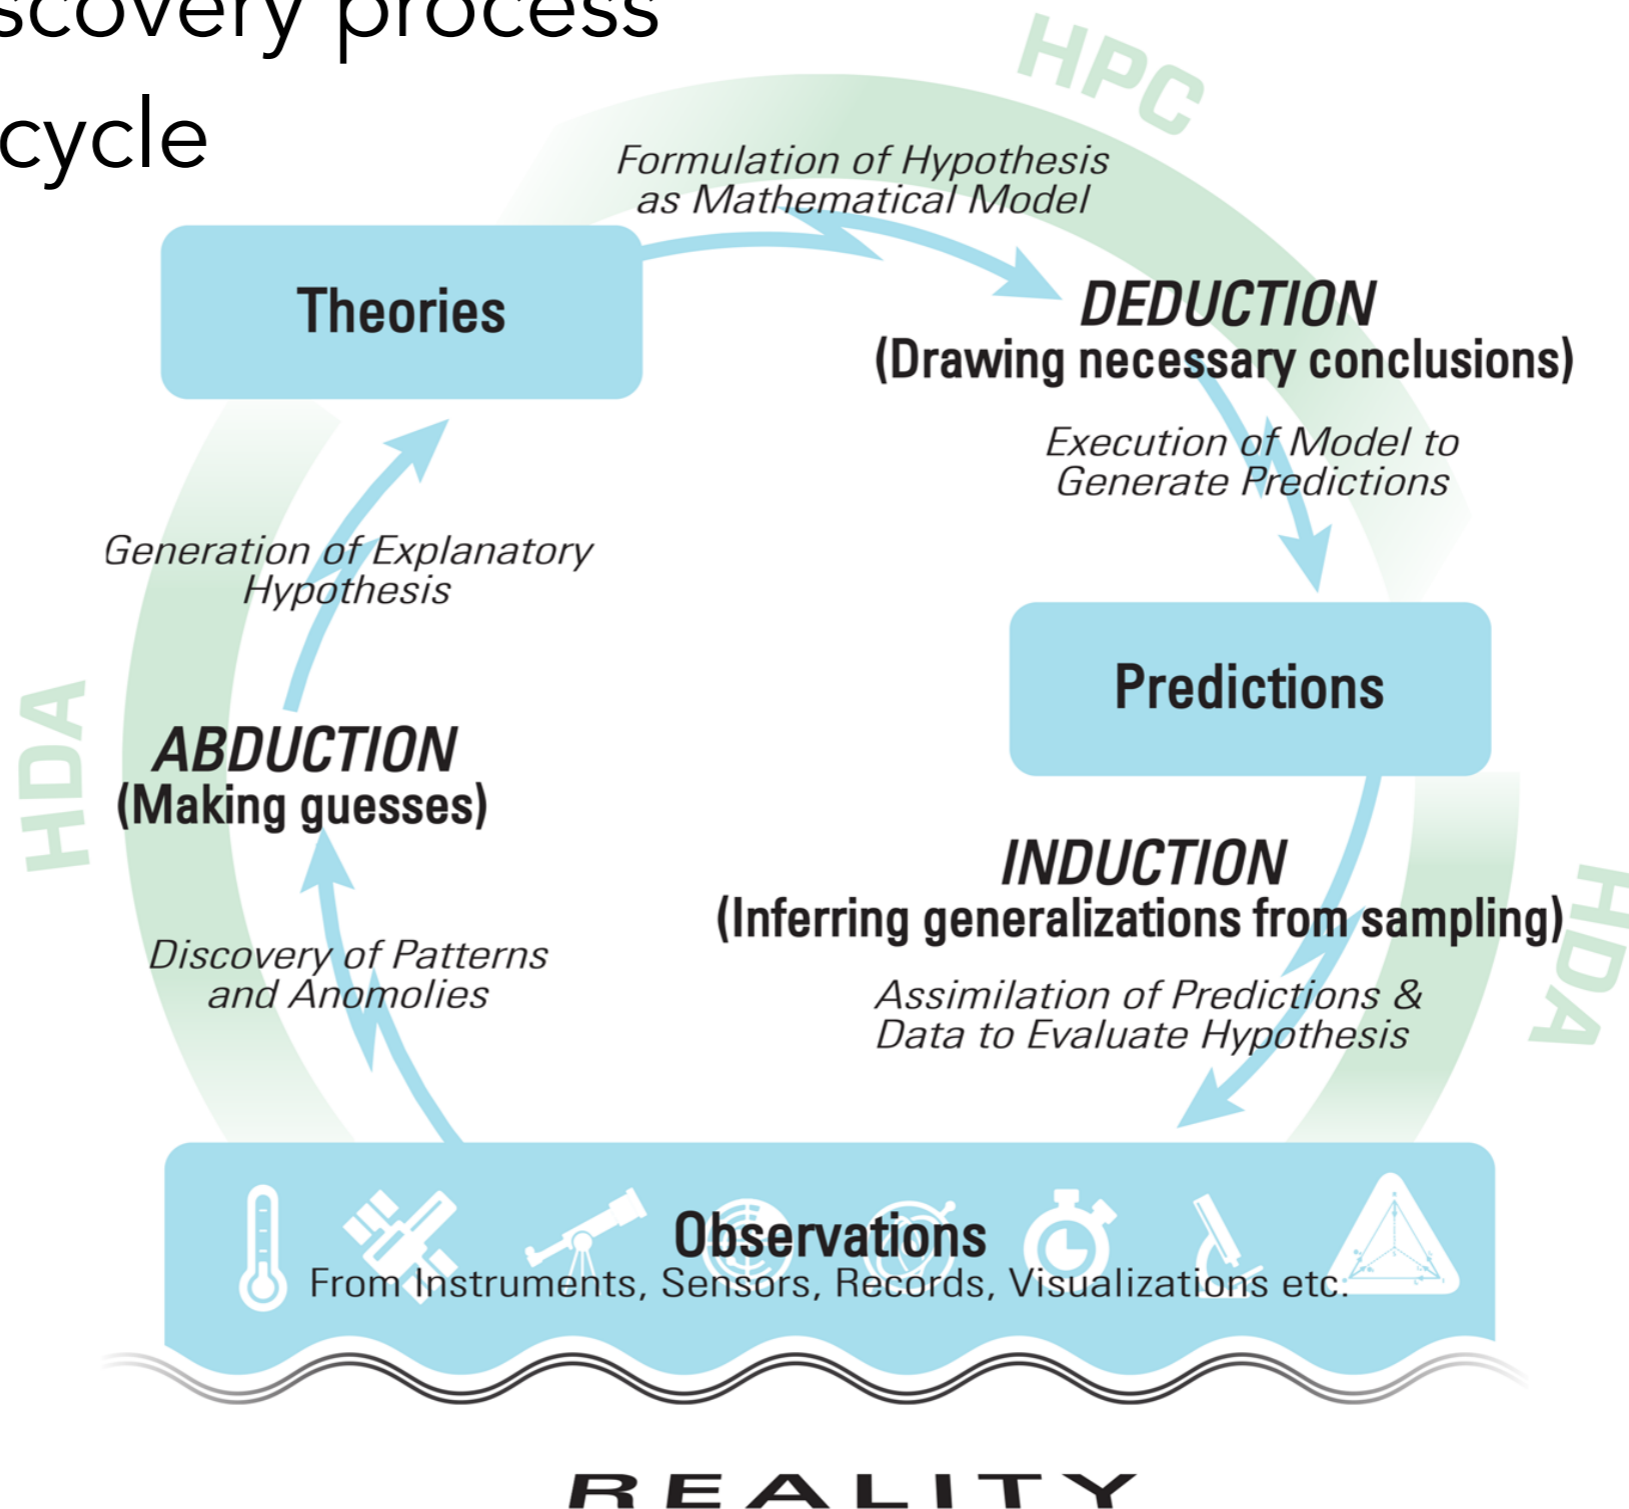 scovery process
cycle
HPC
Formulation of Hypothesis
as Mathematical Model
Theories
DEDUCTION
(Drawing necessary conclusions)
Execution of Model to
Generate Predictions
Generation of Explanatory
Hypothesis
Predictions
HDA
ABDUCTION
(Making guesses)
INDUCTION
(Inferring generalizations from sampling)
HDA
Discovery of Patterns
and Anomolies
Assimilation of Predictions &
Data to Evaluate Hypothesis
Observations
From Instruments, Sensors, Records, Visualizations etc.
REALITY